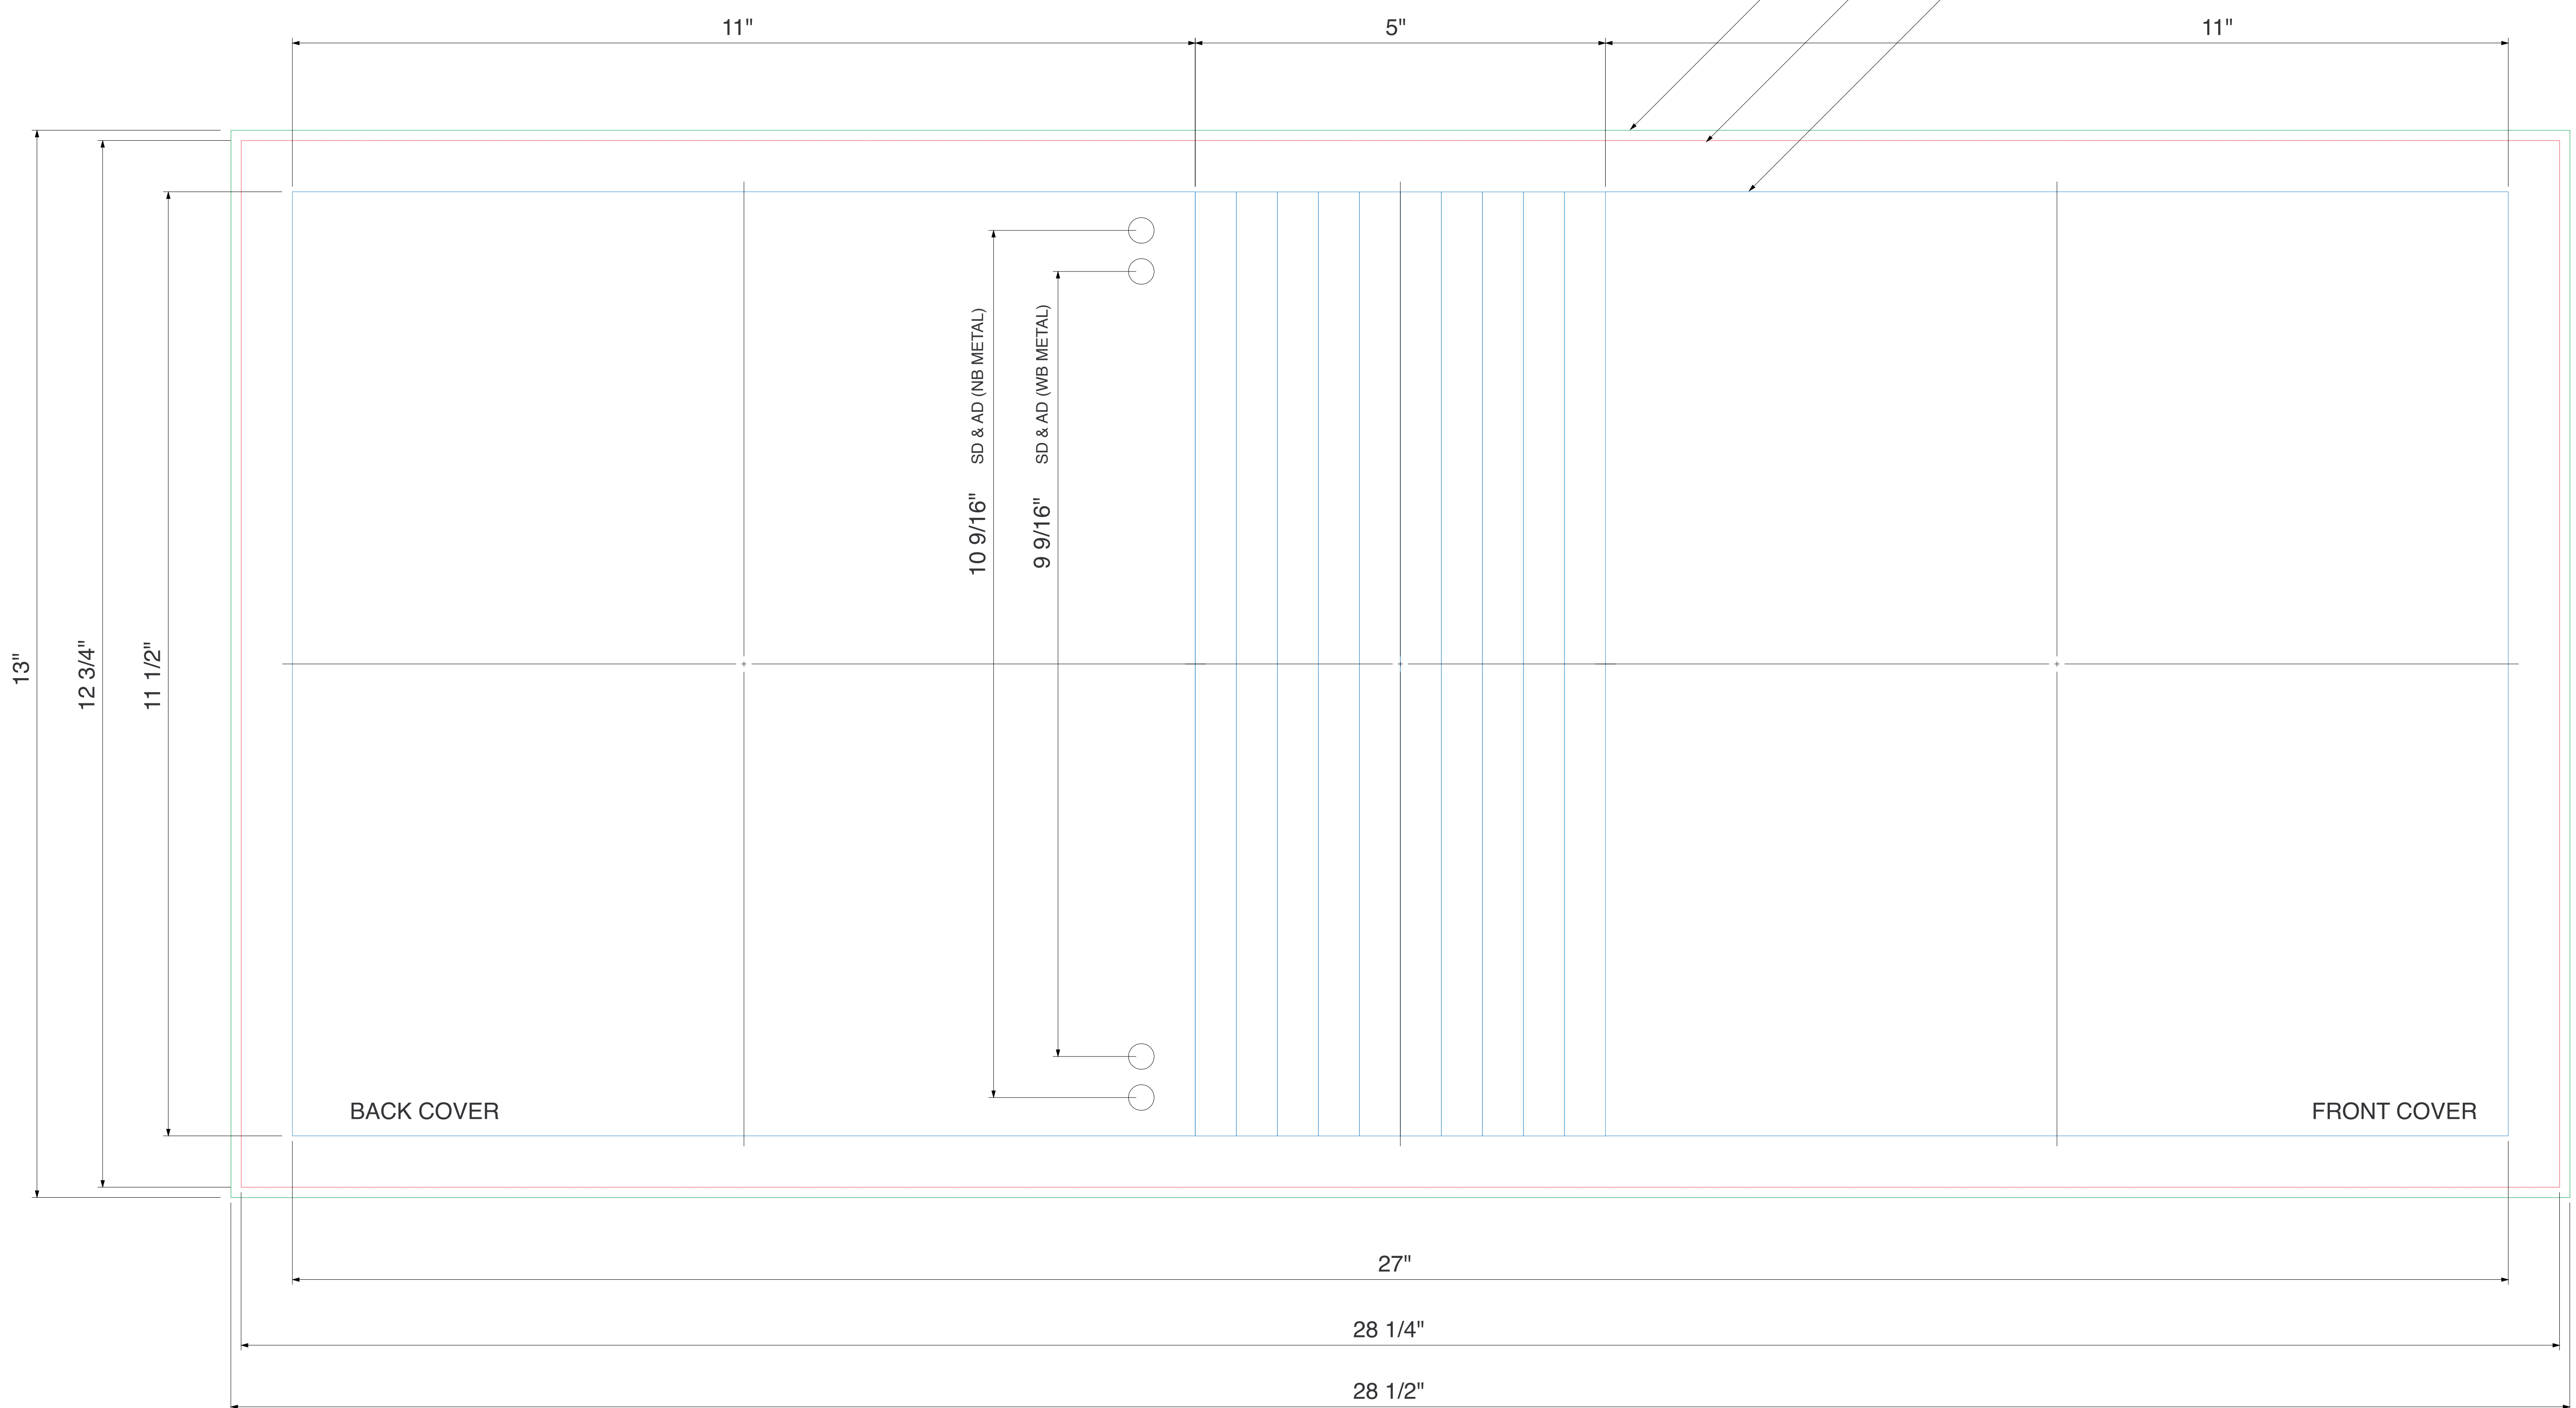 11"
5"
11"
SD & AD (NB METAL)
SD & AD (WB METAL)
10 9/16"
9 9/16"
13"
12 3/4"
11 1/2"
BACK COVER
FRONT COVER
27"
28 1/4"
28 1/2"